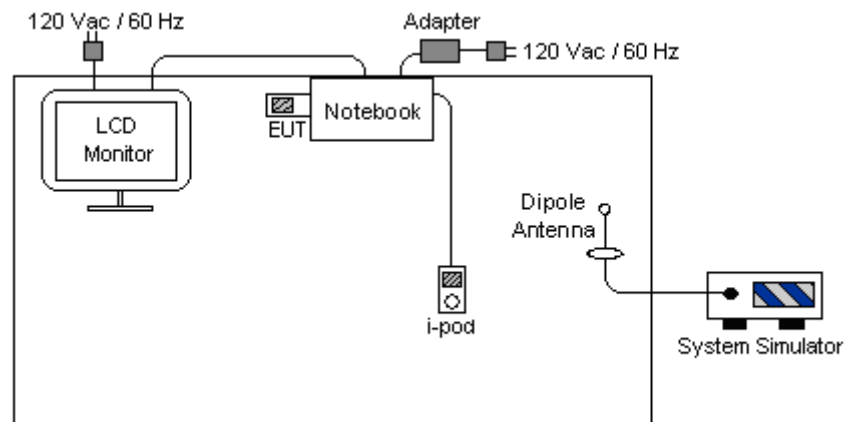 120 Vac / 60 Hz
Adapter
120 Vac / 60 Hz
LCD
Monitor
EUT
Notebook
Dipole
Antenna
i-pod
System Simulator